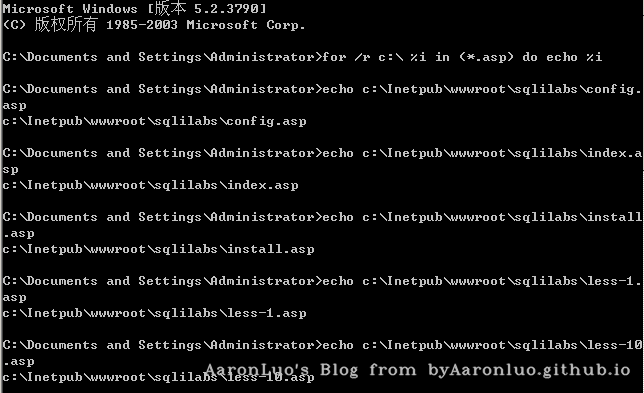 Microsoft Windows [版本 5.2.3790]
(C) 版权所有 1985-2003 Microsoft Corp.
C:\Documents and Settings\Administrator>for /r c:\ %i in (*.asp) do echo %i
C:\Documents and Settings\Administrator>echo c:\Inetpub\wwwroot\sqlilabs\config.
asp
c:\Inetpub\wwwroot\sqlilabs\config.asp
C:\Documents and Settings\Administrator>echo c:\Inetpub\wwwroot\sqlilabs\index.a
sp
c:\Inetpub\wwwroot\sqlilabs\index.asp
C:\Documents and Settings\Administrator>echo c:\Inetpub\wwwroot\sqlilabs\install
.asp
c:\Inetpub\wwwroot\sqlilabs\install.asp
C:\Documents and Settings\Administrator>echo c:\Inetpub\wwwroot\sqlilabs\less-1.
asp
c:\Inetpub\wwwroot\sqlilabs\less-1.asp
C:\Documents and Settings\Administrator>echo c:\Inetpub\wwwroot\sqlilabs\less-10
.asp
c:\Inetpub\wwwroot\sqlilabs\less-10.asp
AaronLuo's Blog from byAaronluo.github.io